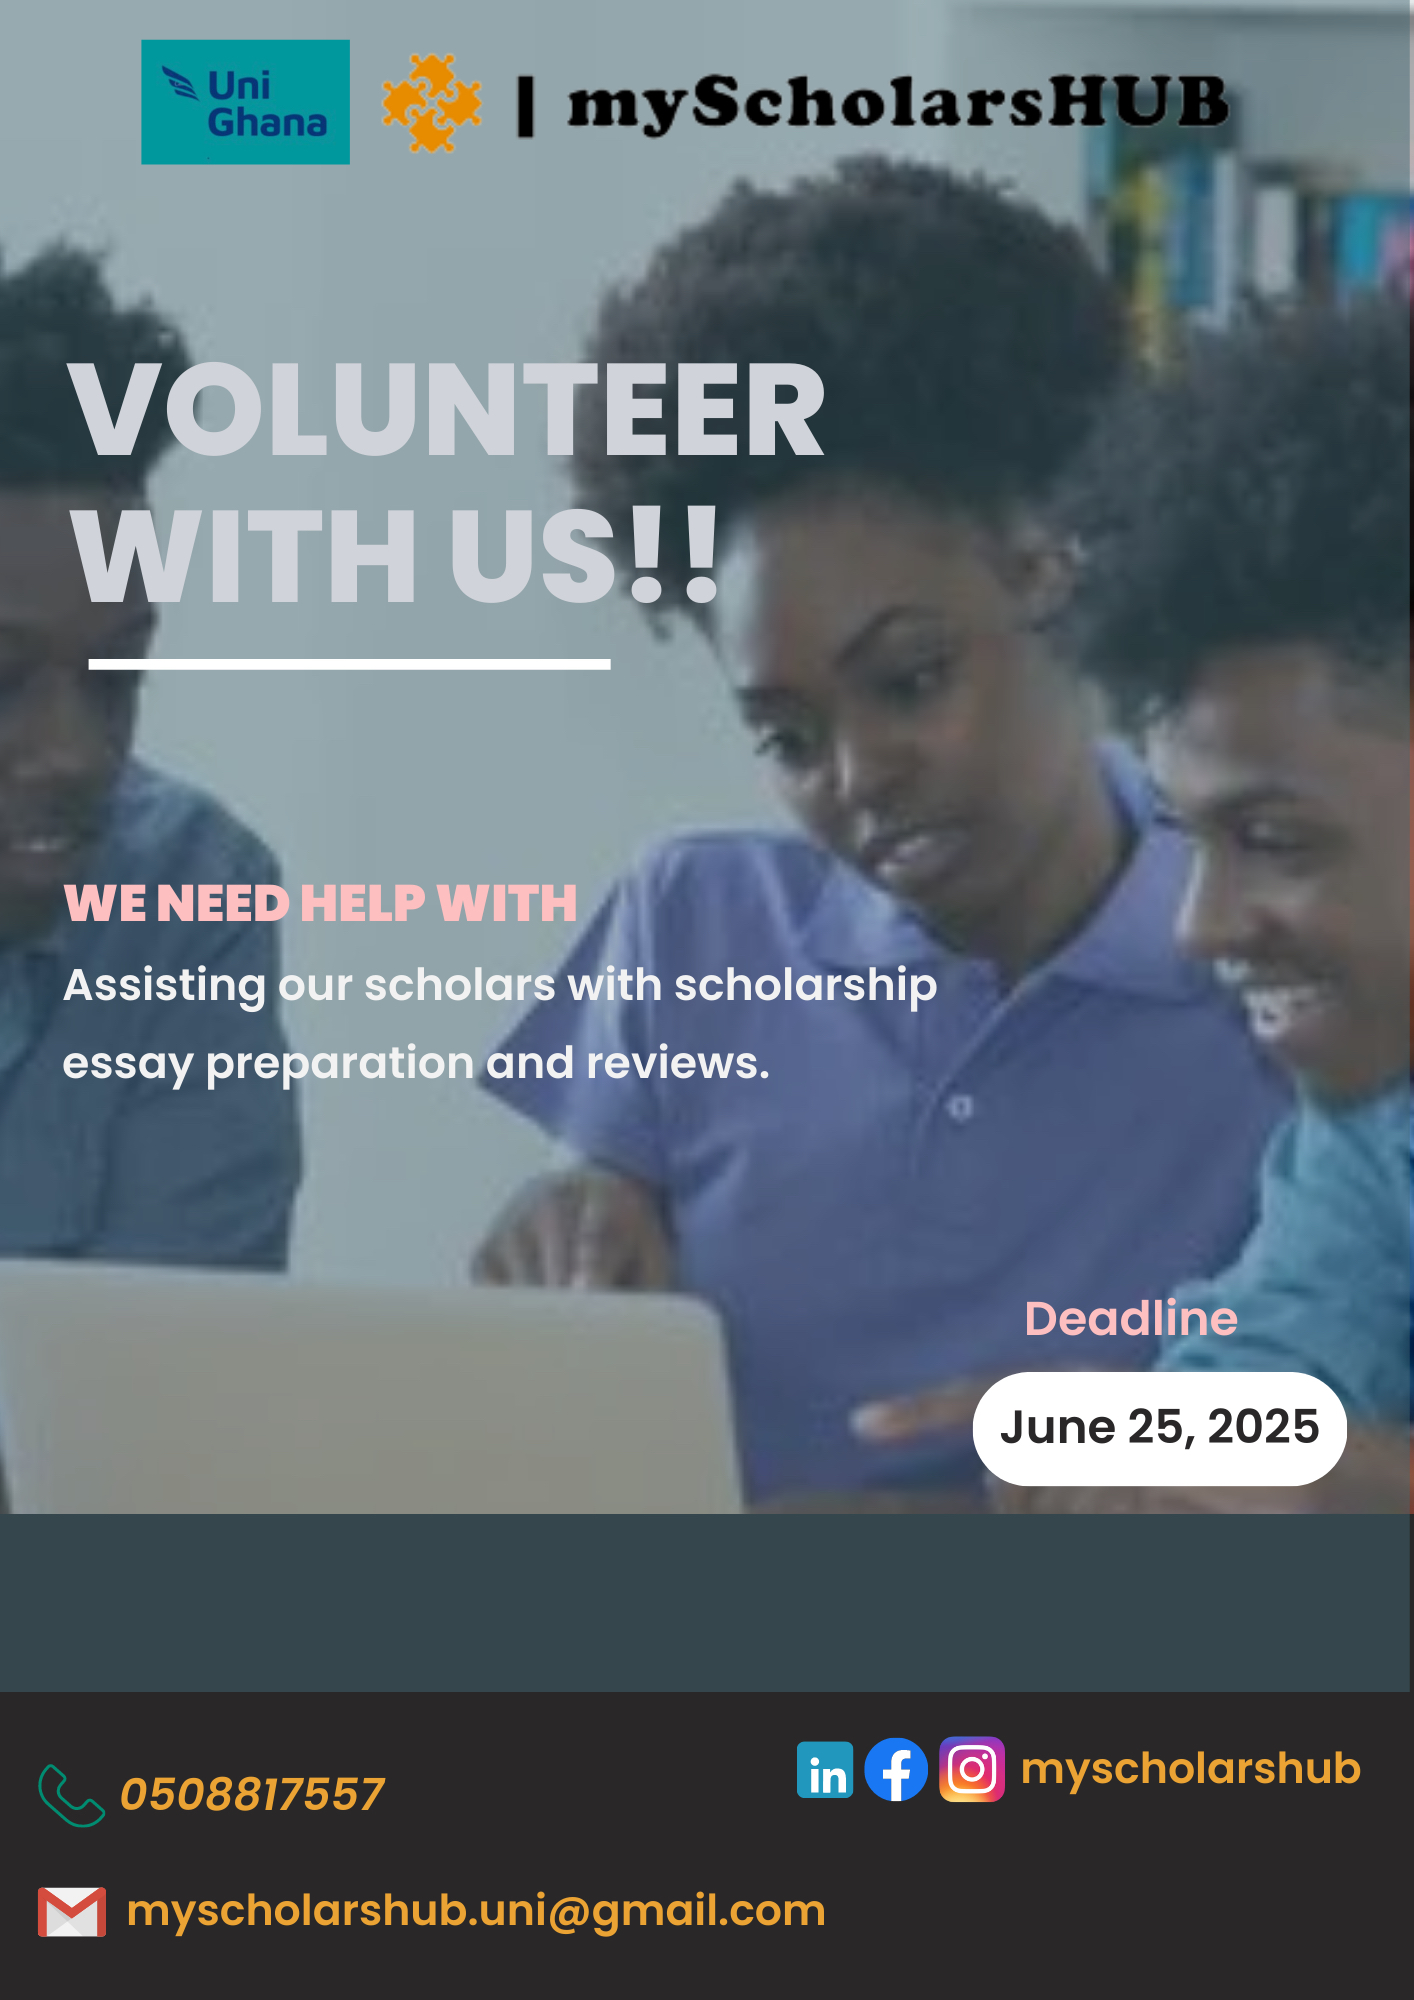 Uni
Ghana
| myScholarsHUB
VOLUNTEER
WITH US!!
WE NEED HELP WITH
Assisting our scholars with scholarship
essay preparation and reviews.
Deadline
June 25, 2025
in f myscholarshub
0508817557
myscholarshub.uni@gmail.com